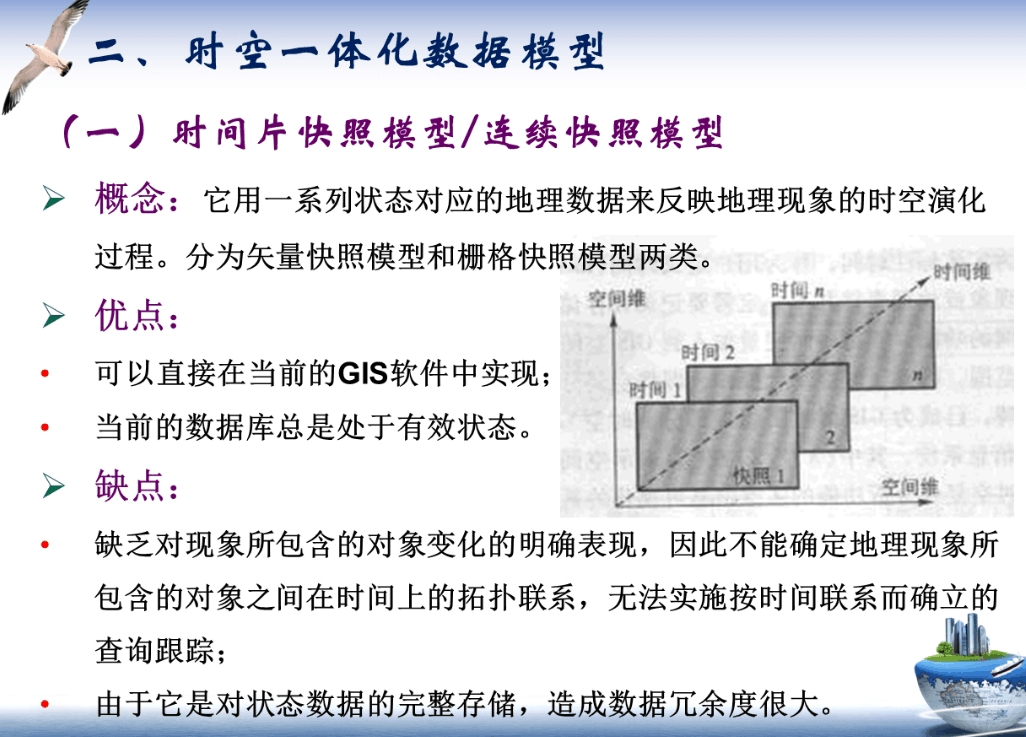 二、时空一体化数据模型
（一）时间片快照模型/连续快照模型
概念：它用一系列状态对应的地理数据来反映地理现象的时空演化
过程。分为矢量快照模型和栅格快照模型两类。
优点：
可以直接在当前的GIS软件中实现；
当前的数据库总是处于有效状态。
空间维
时间 n
时间维
时间 2
时间 1
n
2
快照 1
空间维
缺点：
缺乏对现象所包含的对象变化的明确表现，因此不能确定地理现象所
包含的对象之间在时间上的拓扑联系，无法实施按时间联系而确立的
查询跟踪；
由于它是对状态数据的完整存储，造成数据冗余度很大。